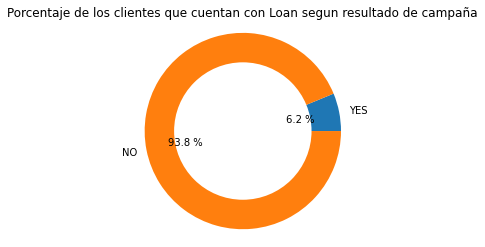 Porcentaje de los clientes que cuentan con Loan segun resultado de campaña
YES
6.2 %
93.8 %
NO